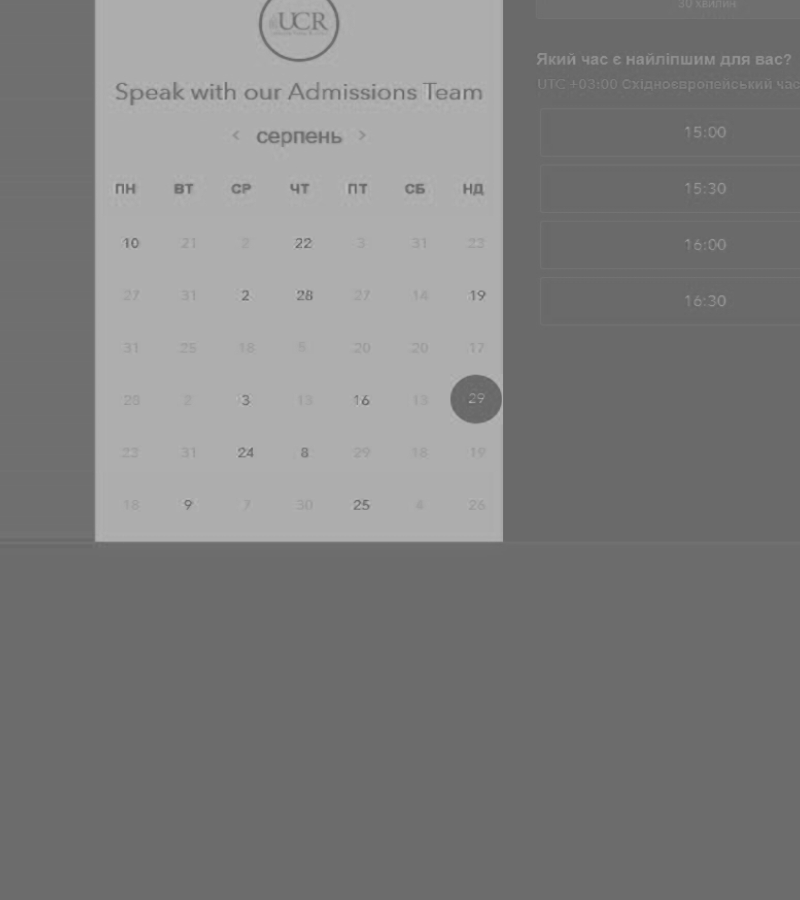 UCR
Speak with our Admissions Team
‹ серпень ›
ПН ВТ СР ЧТ ПТ СБ НД
10 21 2 22 3 31 23
27 31 2 28 27 14 19
31 25 18 5 20 20 17
28 2 3 13 16 13 29
23 31 24 8 29 18 19
18 9 7 30 25 4 26
30 хвилин
Який час є найліпшим для вас?
UTC +03:00 Східноєвропейський час
15:00
15:30
16:00
16:30